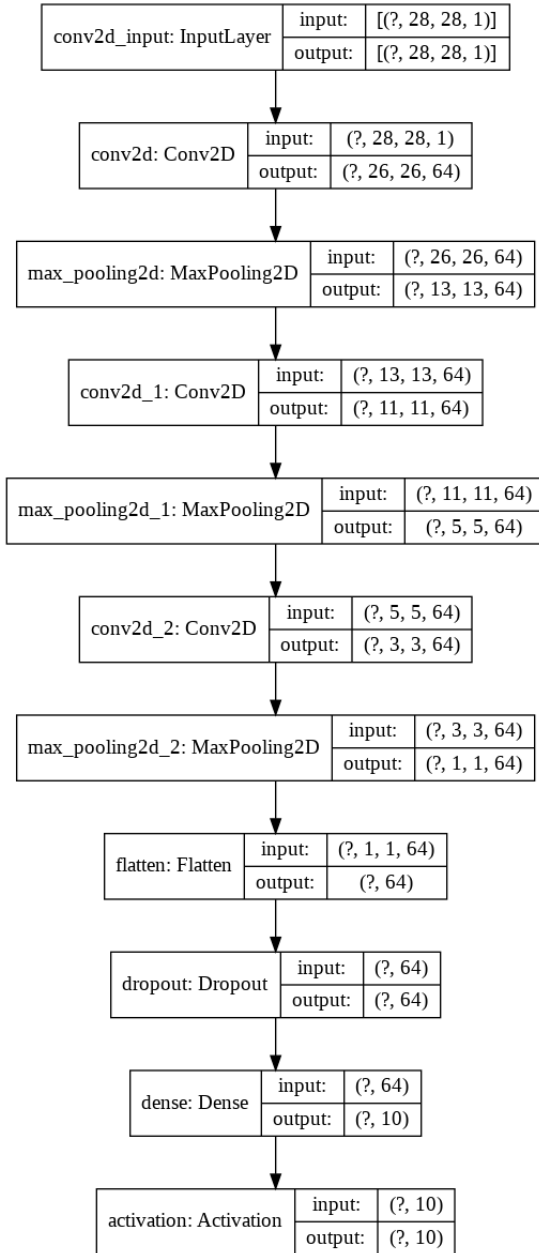 conv2d_input: InputLayer input: [(?, 28, 28, 1)]
output: [(?, 28, 28, 1)]
conv2d: Conv2D input: (?, 28, 28, 1)
output: (?, 26, 26, 64)
max_pooling2d: MaxPooling2D input: (?, 26, 26, 64)
output: (?, 13, 13, 64)
conv2d_1: Conv2D input: (?, 13, 13, 64)
output: (?, 11, 11, 64)
max_pooling2d_1: MaxPooling2D input: (?, 11, 11, 64)
output: (?, 5, 5, 64)
conv2d_2: Conv2D input: (?, 5, 5, 64)
output: (?, 3, 3, 64)
max_pooling2d_2: MaxPooling2D input: (?, 3, 3, 64)
output: (?, 1, 1, 64)
flatten: Flatten input: (?, 1, 1, 64)
output: (?, 64)
dropout: Dropout input: (?, 64)
output: (?, 64)
dense: Dense input: (?, 64)
output: (?, 10)
activation: Activation input: (?, 10)
output: (?, 10)